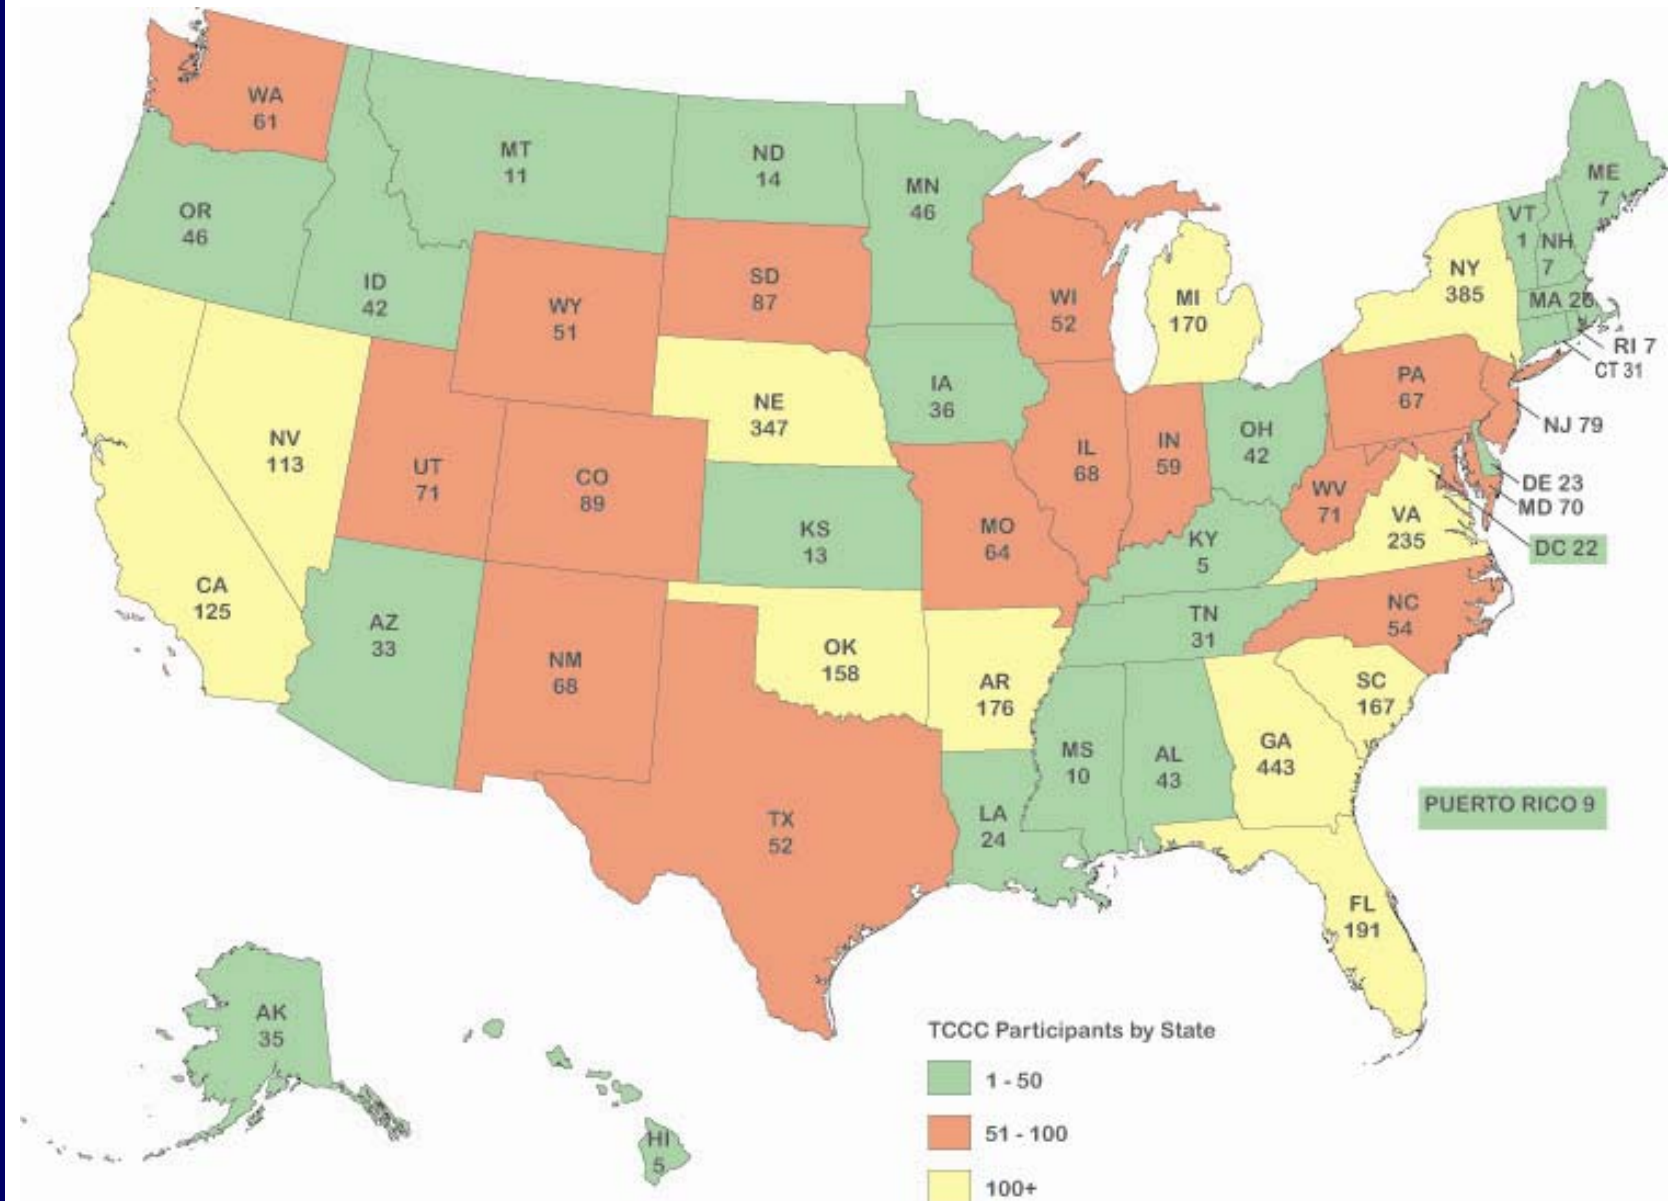 WA
61
MT
11
ND
14
MN
46
ME
7
OR
46
ID
42
WY
51
SD
87
WI
52
MI
170
NY
385
VT
1
NH
7
MA 26
RI 7
CT 31
NV
113
UT
71
CO
89
NE
347
IA
36
IL
68
IN
59
OH
42
PA
67
NJ 79
DE 23
MD 70
DC 22
WV
71
VA
235
KS
13
MO
64
KY
5
CA
125
AZ
33
NM
68
OK
158
AR
176
TN
31
NC
54
SC
167
MS
10
AL
43
GA
443
TX
52
LA
24
PUERTO RICO 9
FL
191
AK
35
HI
5
TCCC Participants by State
1 - 50
51 - 100
100+